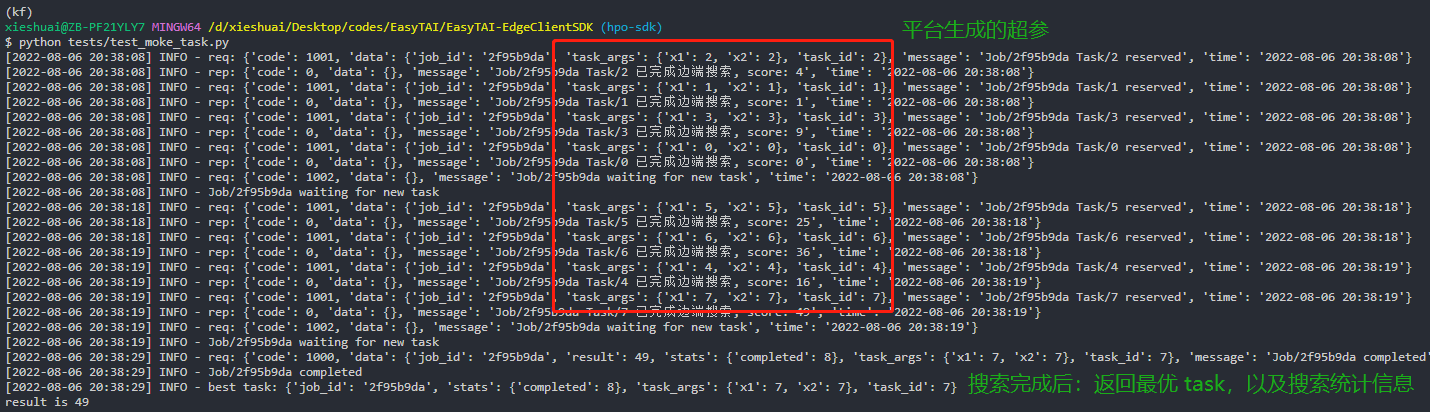 (kf)
xieshuai@ZB-PF21YLY7 MINGW64 /d/xieshuai/Desktop/codes/EasyTAI/EasyTAI-EdgeClientSDK (hpo-sdk)
平台生成的超参
$ python tests/test_moke_task.py
[2022-08-06 20:38:08] INFO - req: {'code': 1001, 'data': {'job_id': '2f95b9da', 'task_args': {'x1': 2, 'x2': 2}, 'task_id': 2}, 'message': 'Job/2f95b9da Task/2 reserved', 'time': '2022-08-06 20:38:08'}
[2022-08-06 20:38:08] INFO - rep: {'code': 0, 'data': {}, 'message': 'Job/2f95b9da Task/2 已完成边端搜索, score: 4', 'time': '2022-08-06 20:38:08'}
[2022-08-06 20:38:08] INFO - req: {'code': 1001, 'data': {'job_id': '2f95b9da', 'task_args': {'x1': 1, 'x2': 1}, 'task_id': 1}, 'message': 'Job/2f95b9da Task/1 reserved', 'time': '2022-08-06 20:38:08'}
[2022-08-06 20:38:08] INFO - rep: {'code': 0, 'data': {}, 'message': 'Job/2f95b9da Task/1 已完成边端搜索, score: 1', 'time': '2022-08-06 20:38:08'}
[2022-08-06 20:38:08] INFO - req: {'code': 1001, 'data': {'job_id': '2f95b9da', 'task_args': {'x1': 3, 'x2': 3}, 'task_id': 3}, 'message': 'Job/2f95b9da Task/3 reserved', 'time': '2022-08-06 20:38:08'}
[2022-08-06 20:38:08] INFO - rep: {'code': 0, 'data': {}, 'message': 'Job/2f95b9da Task/3 已完成边端搜索, score: 9', 'time': '2022-08-06 20:38:08'}
[2022-08-06 20:38:08] INFO - req: {'code': 1001, 'data': {'job_id': '2f95b9da', 'task_args': {'x1': 0, 'x2': 0}, 'task_id': 0}, 'message': 'Job/2f95b9da Task/0 reserved', 'time': '2022-08-06 20:38:08'}
[2022-08-06 20:38:08] INFO - rep: {'code': 0, 'data': {}, 'message': 'Job/2f95b9da Task/0 已完成边端搜索, score: 0', 'time': '2022-08-06 20:38:08'}
[2022-08-06 20:38:08] INFO - req: {'code': 1002, 'data': {}, 'message': 'Job/2f95b9da waiting for new task', 'time': '2022-08-06 20:38:08'}
[2022-08-06 20:38:08] INFO - Job/2f95b9da waiting for new task
[2022-08-06 20:38:18] INFO - req: {'code': 1001, 'data': {'job_id': '2f95b9da', 'task_args': {'x1': 5, 'x2': 5}, 'task_id': 5}, 'message': 'Job/2f95b9da Task/5 reserved', 'time': '2022-08-06 20:38:18'}
[2022-08-06 20:38:18] INFO - rep: {'code': 0, 'data': {}, 'message': 'Job/2f95b9da Task/5 已完成边端搜索, score: 25', 'time': '2022-08-06 20:38:18'}
[2022-08-06 20:38:18] INFO - req: {'code': 1001, 'data': {'job_id': '2f95b9da', 'task_args': {'x1': 6, 'x2': 6}, 'task_id': 6}, 'message': 'Job/2f95b9da Task/6 reserved', 'time': '2022-08-06 20:38:18'}
[2022-08-06 20:38:19] INFO - rep: {'code': 0, 'data': {}, 'message': 'Job/2f95b9da Task/6 已完成边端搜索, score: 36', 'time': '2022-08-06 20:38:18'}
[2022-08-06 20:38:19] INFO - req: {'code': 1001, 'data': {'job_id': '2f95b9da', 'task_args': {'x1': 4, 'x2': 4}, 'task_id': 4}, 'message': 'Job/2f95b9da Task/4 reserved', 'time': '2022-08-06 20:38:19'}
[2022-08-06 20:38:19] INFO - rep: {'code': 0, 'data': {}, 'message': 'Job/2f95b9da Task/4 已完成边端搜索, score: 16', 'time': '2022-08-06 20:38:19'}
[2022-08-06 20:38:19] INFO - req: {'code': 1001, 'data': {'job_id': '2f95b9da', 'task_args': {'x1': 7, 'x2': 7}, 'task_id': 7}, 'message': 'Job/2f95b9da Task/7 reserved', 'time': '2022-08-06 20:38:19'}
[2022-08-06 20:38:19] INFO - rep: {'code': 0, 'data': {}, 'message': 'Job/2f95b9da Task/7 已完成边端搜索, score: 49', 'time': '2022-08-06 20:38:19'}
[2022-08-06 20:38:19] INFO - req: {'code': 1002, 'data': {}, 'message': 'Job/2f95b9da waiting for new task', 'time': '2022-08-06 20:38:19'}
[2022-08-06 20:38:19] INFO - Job/2f95b9da waiting for new task
[2022-08-06 20:38:29] INFO - req: {'code': 1000, 'data': {'job_id': '2f95b9da', 'result': 49, 'stats': {'completed': 8}, 'task_args': {'x1': 7, 'x2': 7}, 'task_id': 7}, 'message': 'Job/2f95b9da completed'
[2022-08-06 20:38:29] INFO - Job/2f95b9da completed
[2022-08-06 20:38:29] INFO - best task: {'job_id': '2f95b9da', 'stats': {'completed': 8}, 'task_args': {'x1': 7, 'x2': 7}, 'task_id': 7}
搜索完成后：返回最优 task，以及搜索统计信息
result is 49